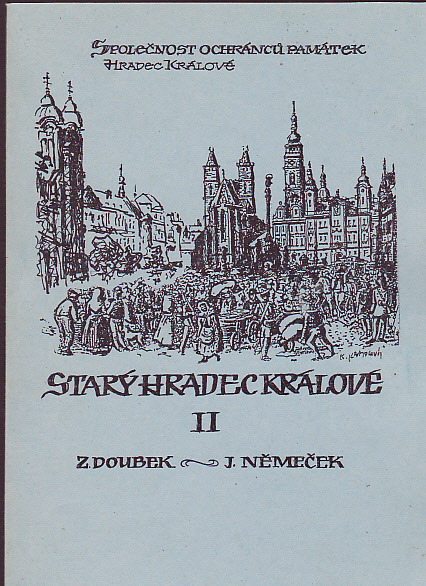 SPOLEČNOST OCHRÁNCŮ PAMÁTEK
HRADEC KRÁLOVÉ
STARÝ HRADEC KRÁLOVÉ
II
Z. DOUBEK ~ J. NĚMEČEK